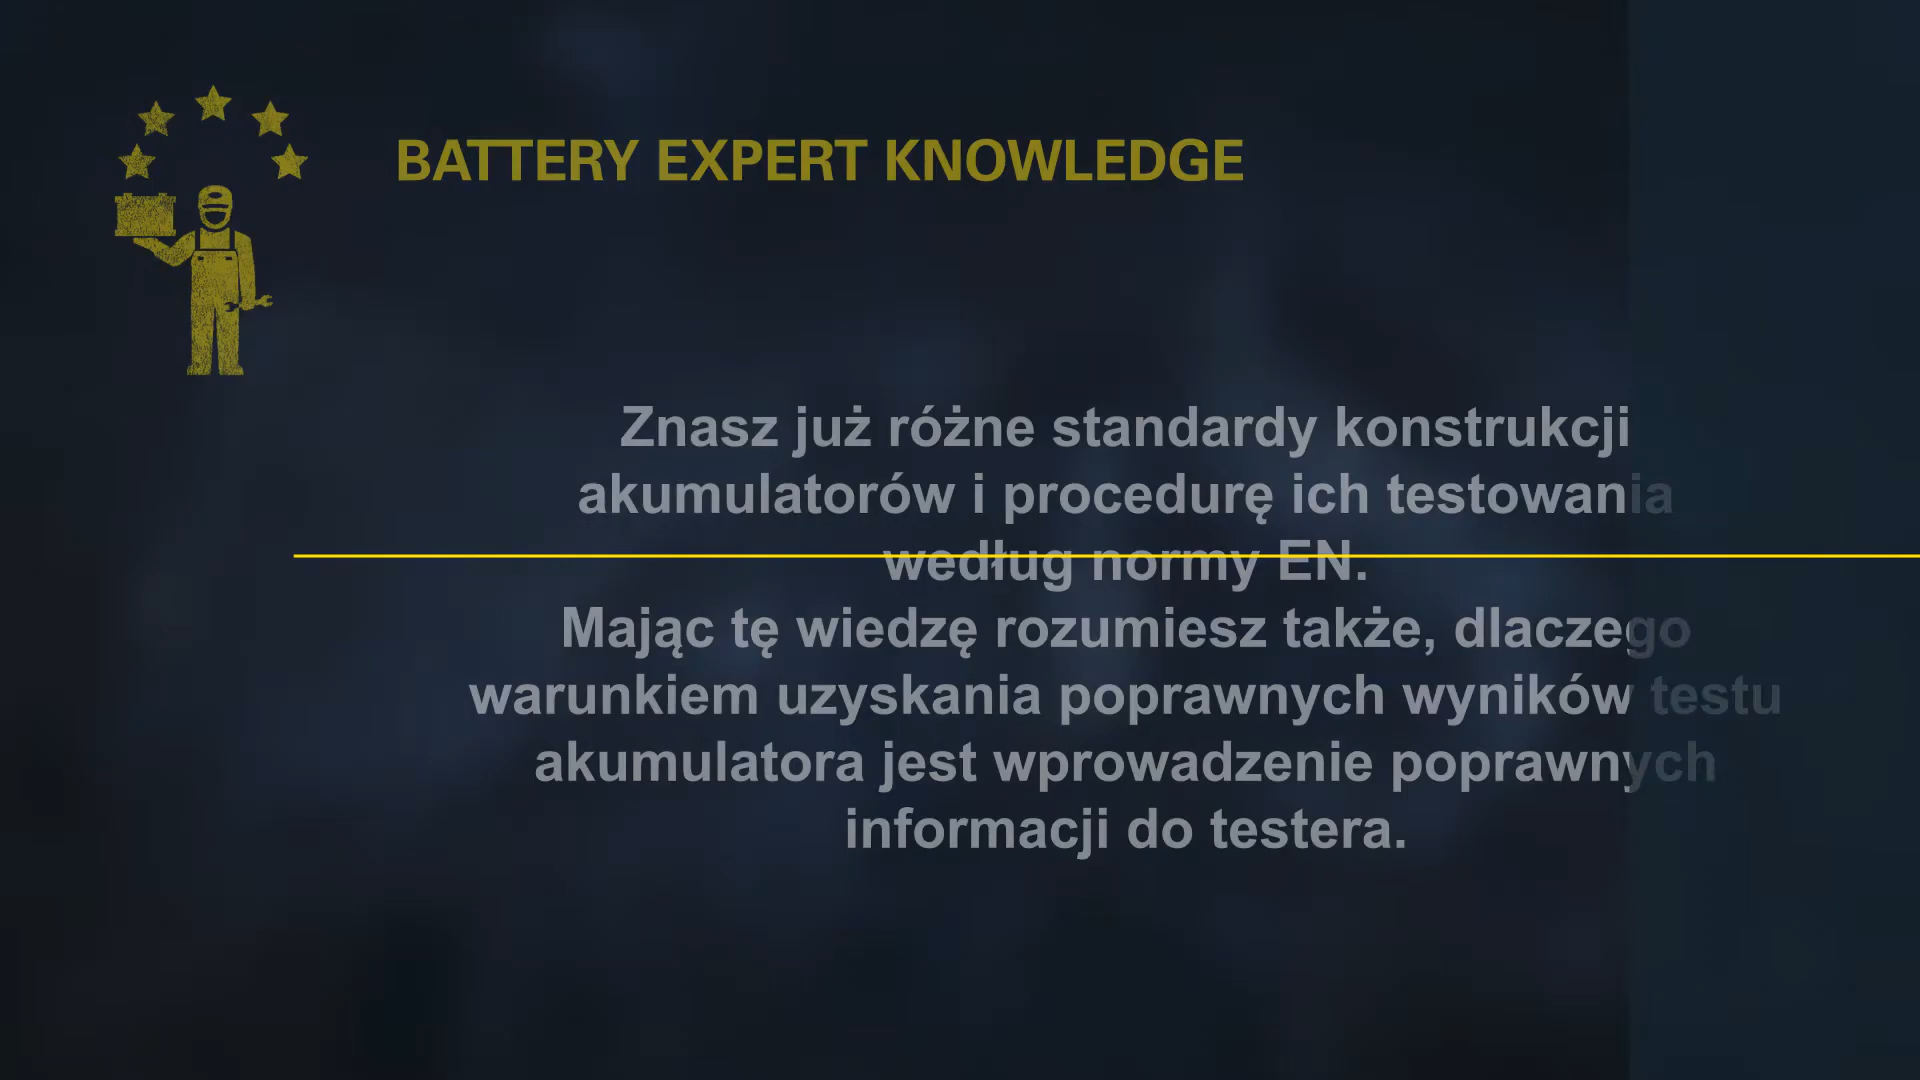 BATTERY EXPERT KNOWLEDGE
Znasz już różne standardy konstrukcji
akumulatorów i procedurę ich testowania
według normy EN.
Mając tę wiedzę rozumiesz także, dlaczego
warunkiem uzyskania poprawnych wyników testu
akumulatora jest wprowadzenie poprawnych
informacji do testera.